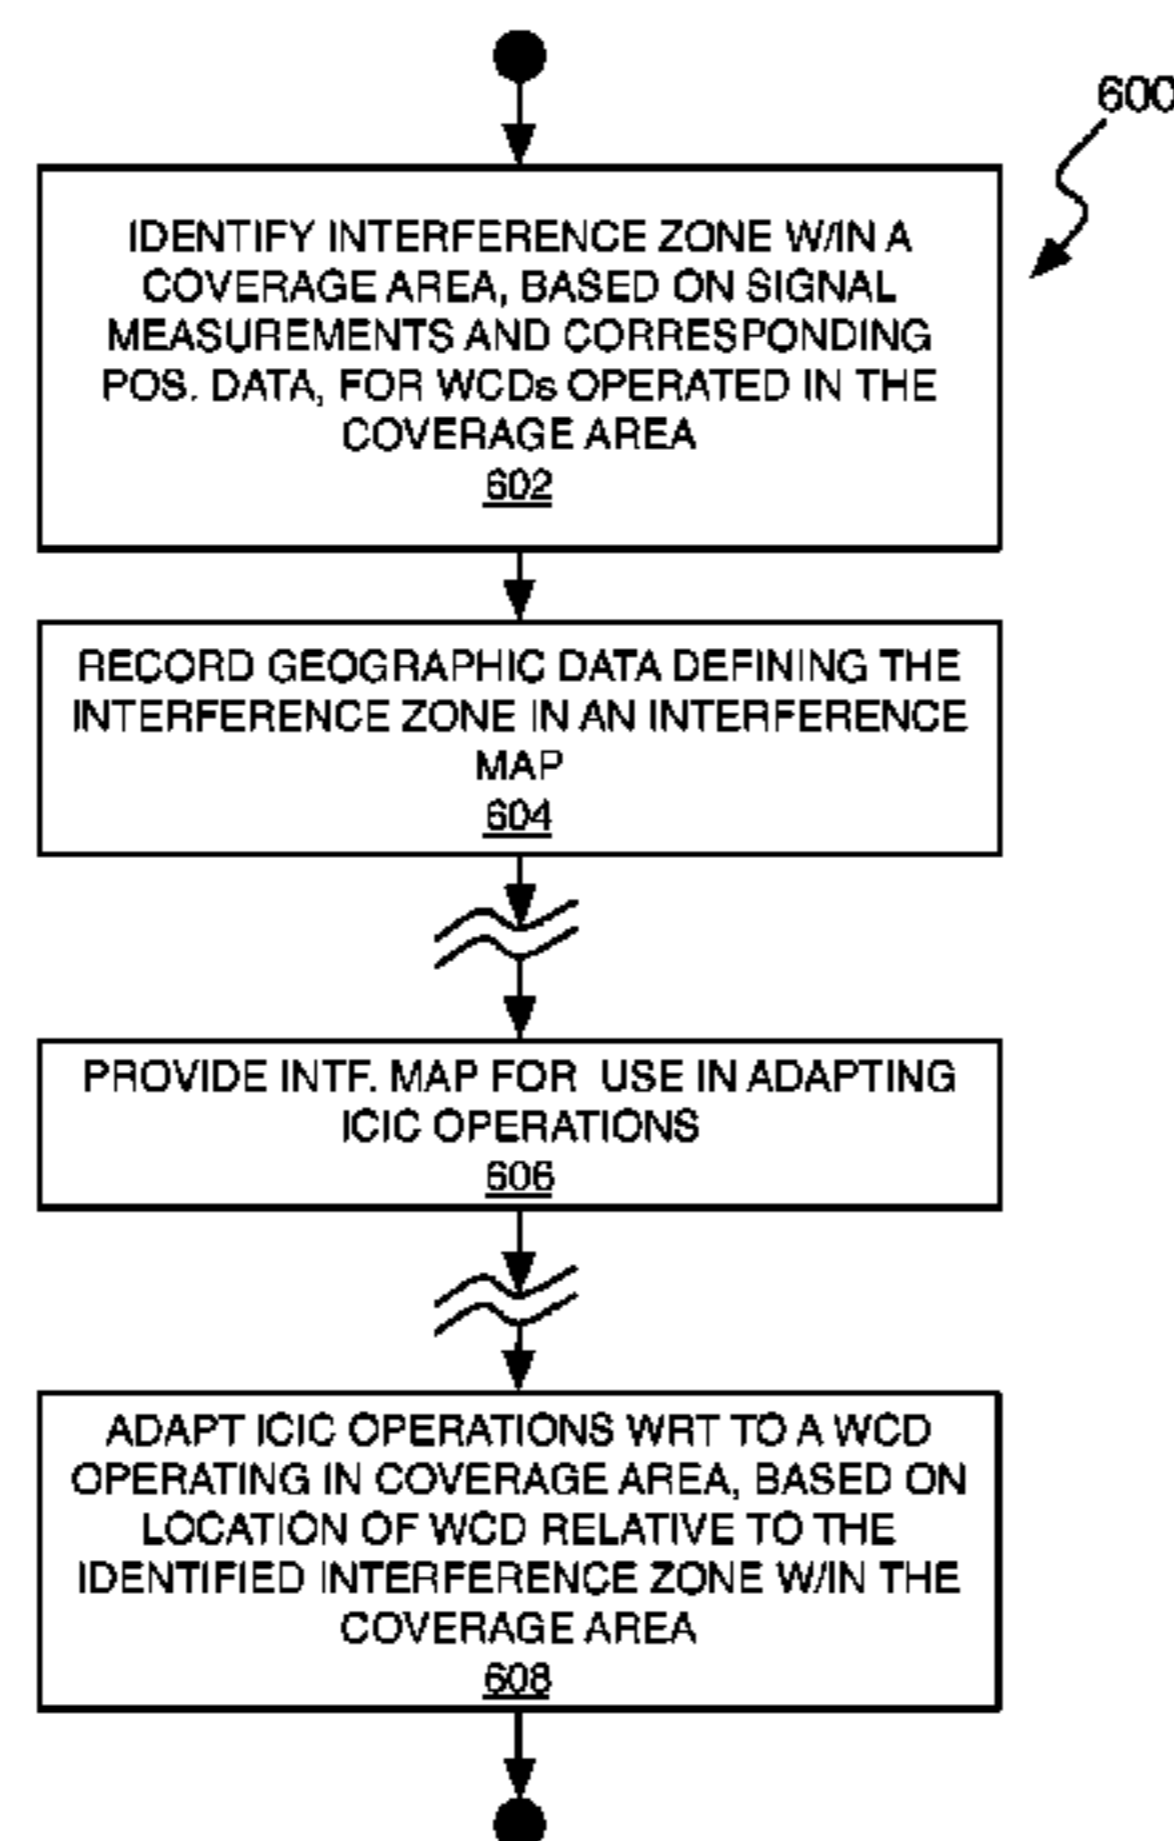 600
IDENTIFY INTERFERENCE ZONE W/IN A
COVERAGE AREA, BASED ON SIGNAL
MEASUREMENTS AND CORRESPONDING
POS. DATA, FOR WCDs OPERATED IN THE
COVERAGE AREA
602
RECORD GEOGRAPHIC DATA DEFINING THE
INTERFERENCE ZONE IN AN INTERFERENCE
MAP
604
PROVIDE INTF. MAP FOR USE IN ADAPTING
ICIC OPERATIONS
606
ADAPT ICIC OPERATIONS WRT TO A WCD
OPERATING IN COVERAGE AREA, BASED ON
LOCATION OF WCD RELATIVE TO THE
IDENTIFIED INTERFERENCE ZONE W/IN THE
COVERAGE AREA
608